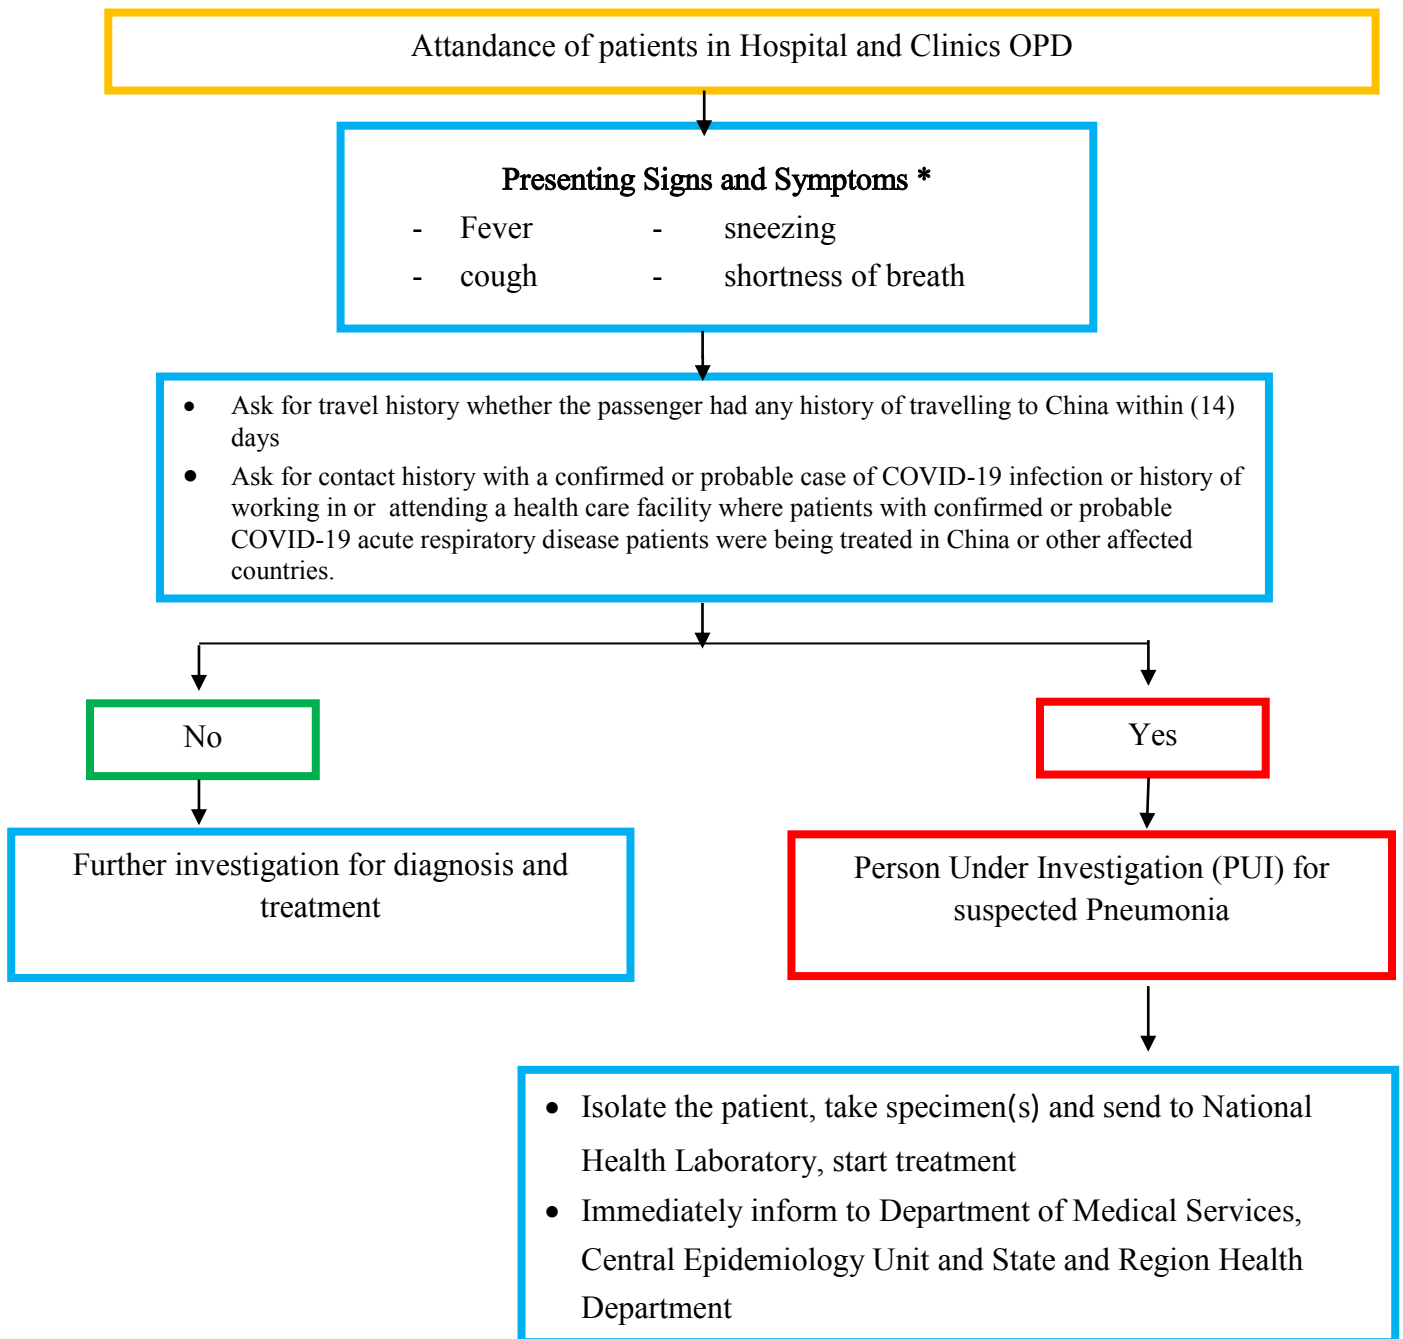 Attandance of patients in Hospital and Clinics OPD
Presenting Signs and Symptoms *
- Fever - sneezing
- cough - shortness of breath
• Ask for travel history whether the passenger had any history of travelling to China within (14)
days
• Ask for contact history with a confirmed or probable case of COVID-19 infection or history of
working in or attending a health care facility where patients with confirmed or probable
COVID-19 acute respiratory disease patients were being treated in China or other affected
countries.
No
Yes
Further investigation for diagnosis and
treatment
Person Under Investigation (PUI) for
suspected Pneumonia
• Isolate the patient, take specimen(s) and send to National
Health Laboratory, start treatment
• Immediately inform to Department of Medical Services,
Central Epidemiology Unit and State and Region Health
Department